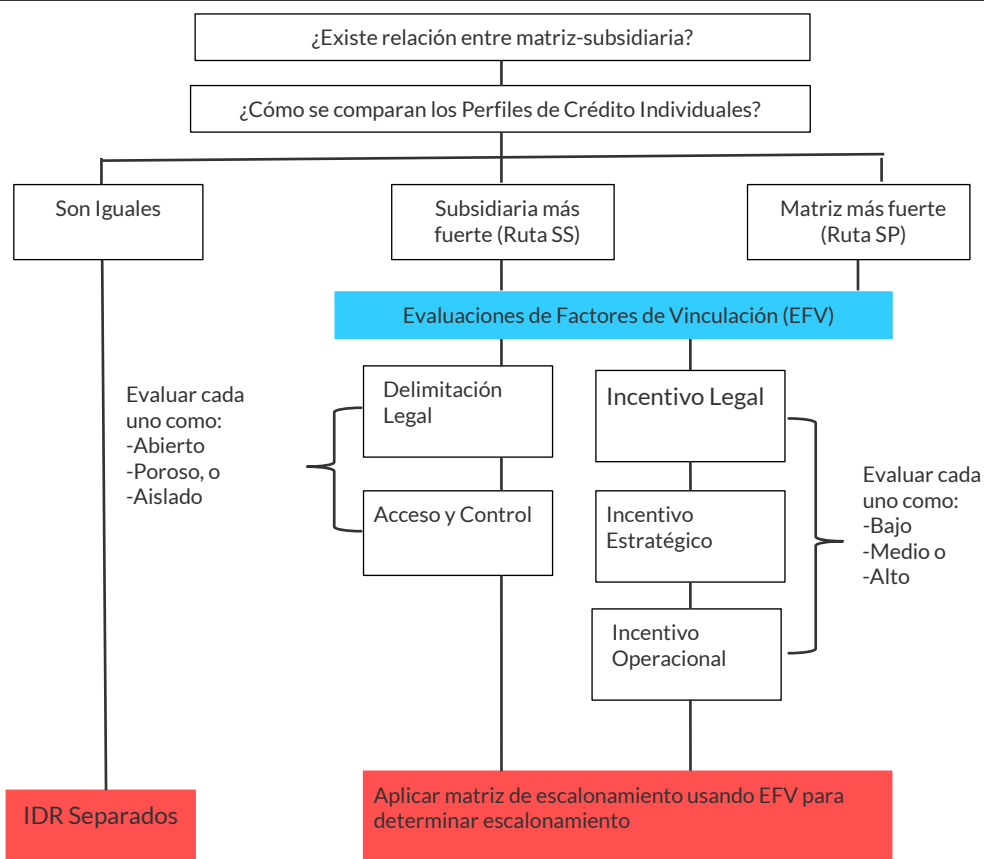 ¿Existe relación entre matriz-subsidiaria?
¿Cómo se comparan los Perfiles de Crédito Individuales?
Son Iguales
Subsidiaria más
fuerte (Ruta SS)
Matriz más fuerte
(Ruta SP)
Evaluaciones de Factores de Vinculación (EFV)
Evaluar cada
uno como:
-Abierto
-Poroso, o
-Aislado
Delimitación
Legal
Acceso y Control
Incentivo Legal
Incentivo
Estratégico
Incentivo
Operacional
Evaluar cada
uno como:
-Bajo
-Medio o
-Alto
IDR Separados
Aplicar matriz de escalonamiento usando EFV para
determinar escalonamiento